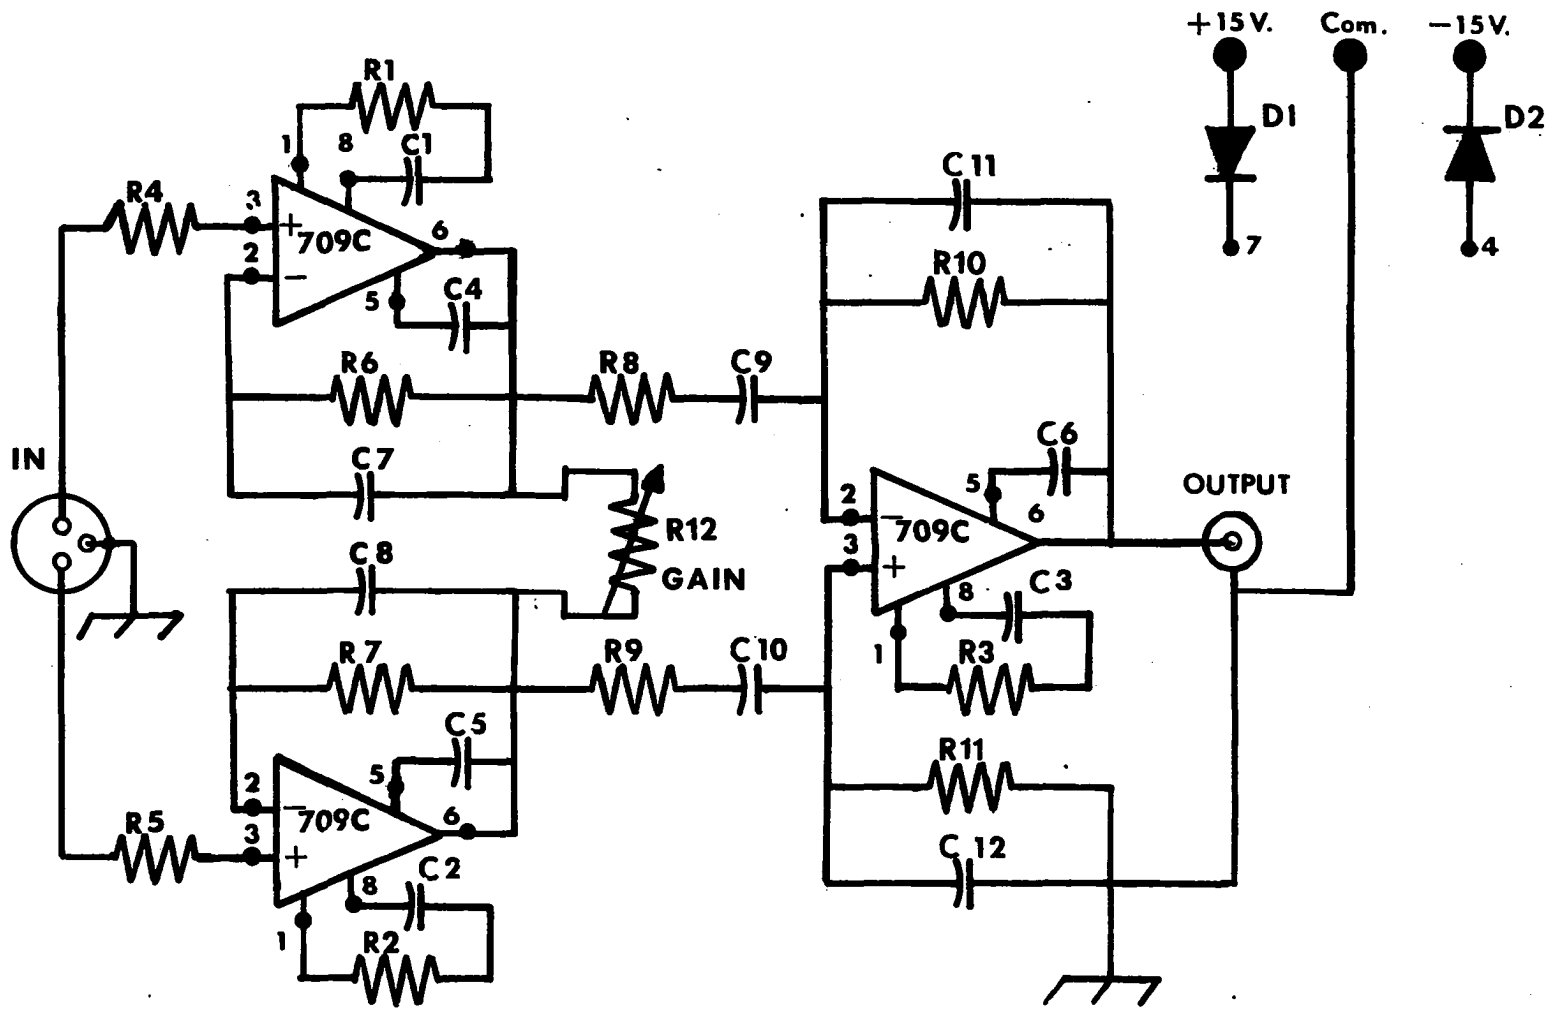 +15V. Com. -15V.
R1
D1 D2
1 8 C1
C11
R4
3
+ 709C 6
2
−
7 4
R10
5 C4
R6 R8 C9
C6
IN
C7
5
OUTPUT
2
− 709C 6
R12
3
+
C8
GAIN
8 C3
R7 R9 C10
1 R3
C5
5
R11
2
− 709C 6
R5 3
+
C2
C12
8
1
R2